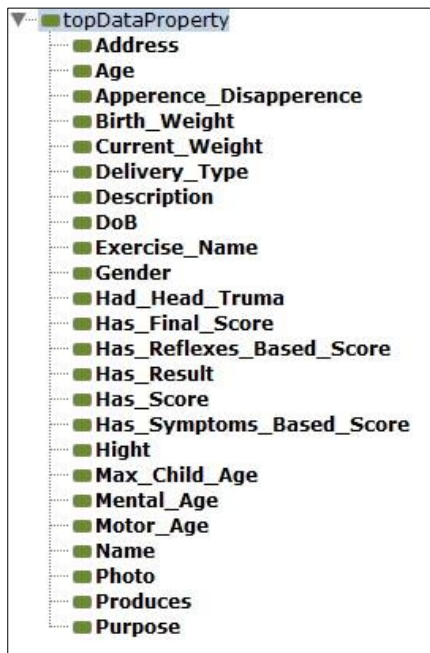 topDataProperty
Address
Age
Apperence_Disapperence
Birth_Weight
Current_Weight
Delivery_Type
Description
DoB
Exercise_Name
Gender
Had_Head_Truma
Has_Final_Score
Has_Reflexes_Based_Score
Has_Result
Has_Score
Has_Symptoms_Based_Score
Hight
Max_Child_Age
Mental_Age
Motor_Age
Name
Photo
Produces
Purpose